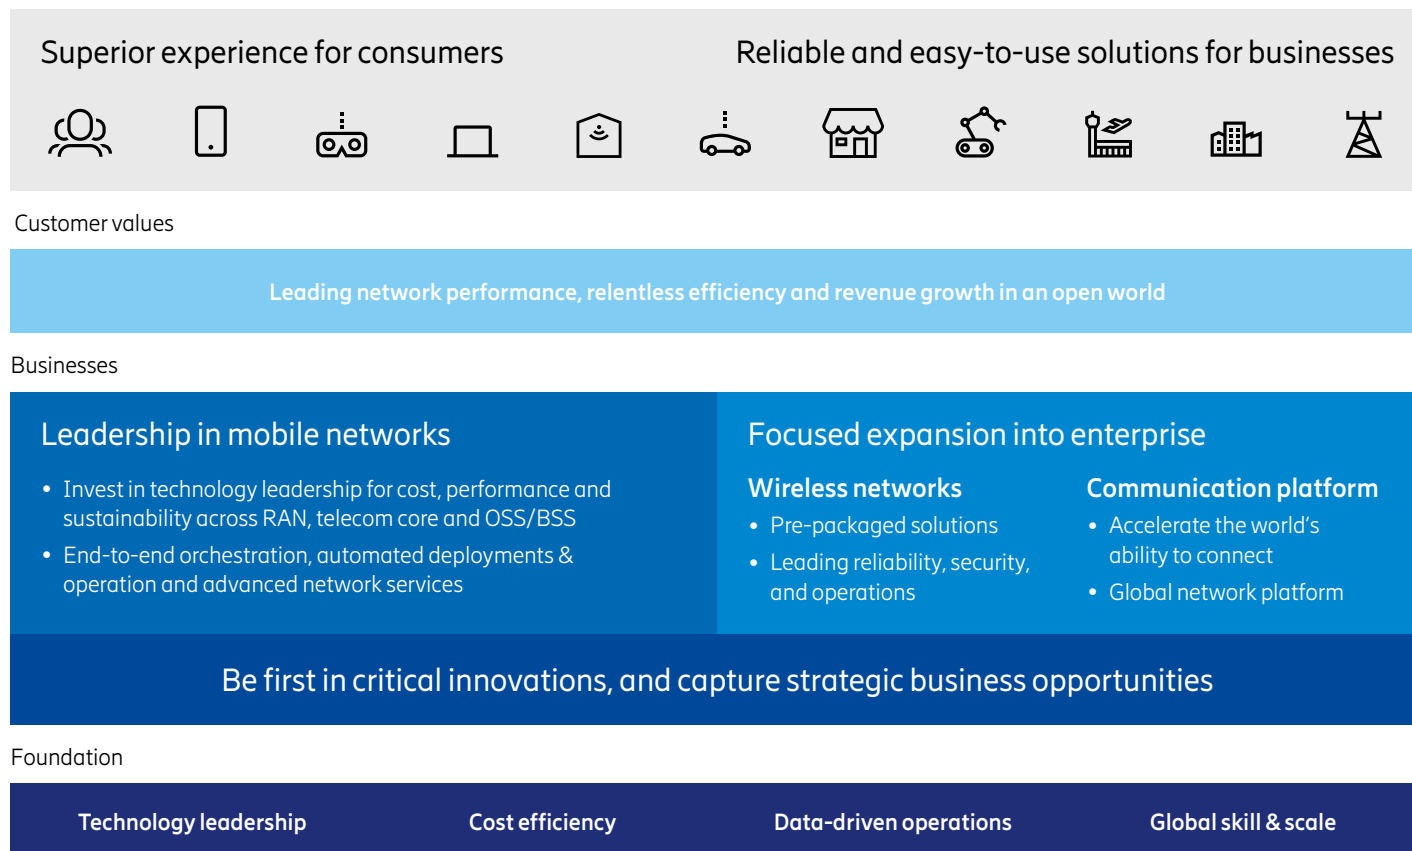 Superior experience for consumers
Reliable and easy-to-use solutions for businesses
Customer values
Leading network performance, relentless efficiency and revenue growth in an open world
Businesses
Leadership in mobile networks
• Invest in technology leadership for cost, performance and
sustainability across RAN, telecom core and OSS/BSS
• End-to-end orchestration, automated deployments &
operation and advanced network services
Focused expansion into enterprise
Wireless networks
• Pre-packaged solutions
• Leading reliability, security,
and operations
Communication platform
• Accelerate the world's
ability to connect
• Global network platform
Be first in critical innovations, and capture strategic business opportunities
Foundation
Technology leadership
Cost efficiency
Data-driven operations
Global skill & scale